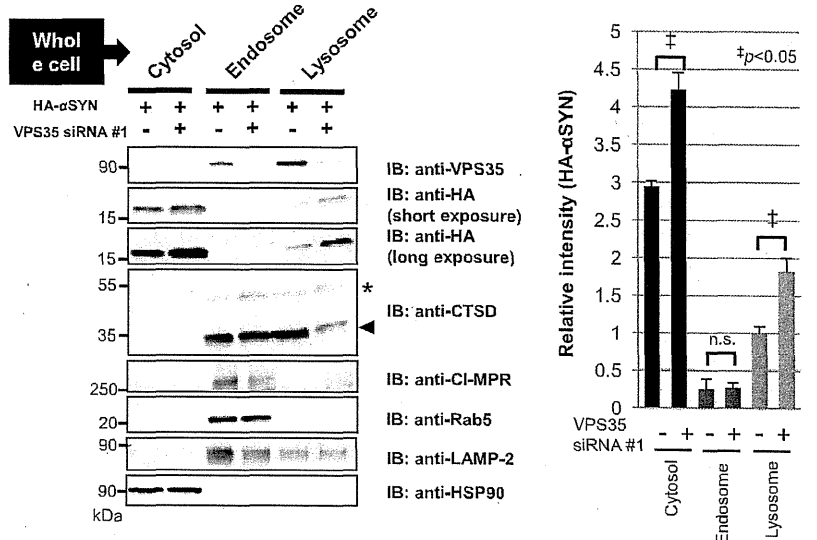 Whol
e cell
Cytosol
Endosome
Lysosome
HA-αSYN + + + + + +
VPS35 siRNA #1 - + - + - +
90 IB: anti-VPS35
15 IB: anti-HA
(short exposure)
15 IB: anti-HA
(long exposure)
55 *
35 IB: anti-CTSD
250 IB: anti-CI-MPR
20 IB: anti-Rab5
90 IB: anti-LAMP-2
90 IB: anti-HSP90
kDa
Relative intensity (HA-αSYN)
5
4.5
4
3.5
3
2.5
2
1.5
1
0.5
0
‡
‡p<0.05
‡
n.s.
VPS35
siRNA #1 - + - + - +
Cytosol
Endosome
Lysosome